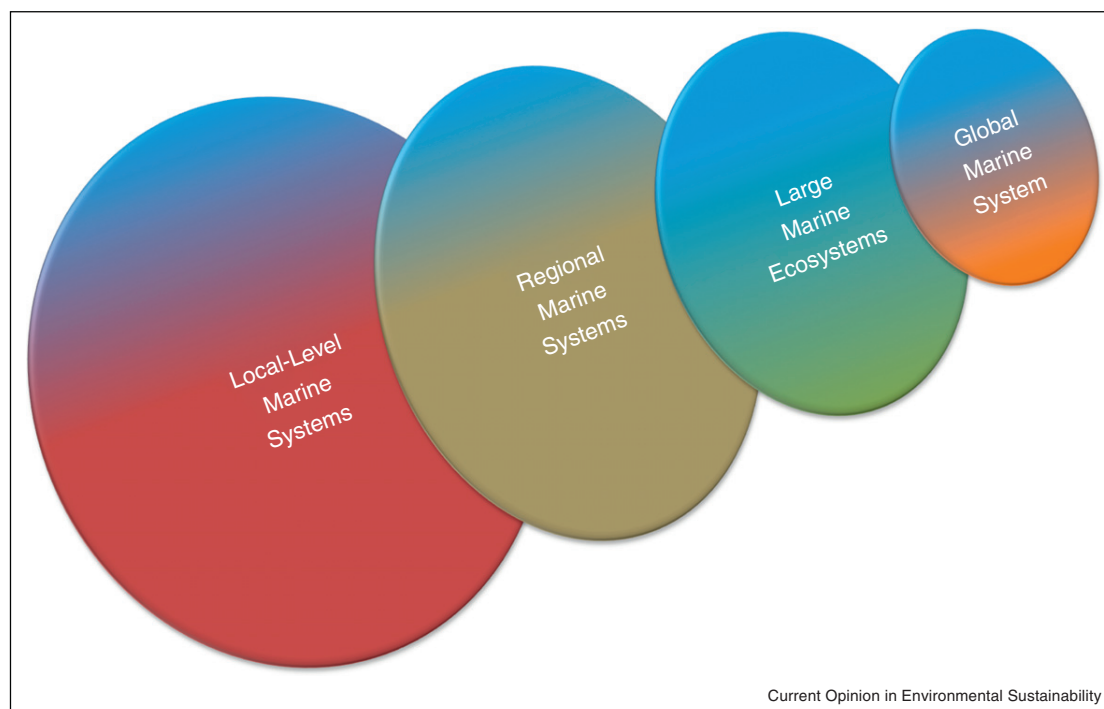 Local-Level
Marine
Systems
Regional
Marine
Systems
Large
Marine
Ecosystems
Global
Marine
System
Current Opinion in Environmental Sustainability